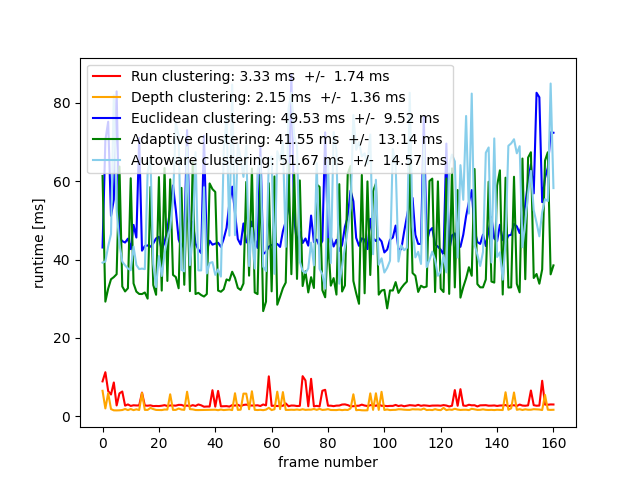 Run clustering: 3.33 ms +/- 1.74 ms
Depth clustering: 2.15 ms +/- 1.36 ms
Euclidean clustering: 49.53 ms +/- 9.52 ms
Adaptive clustering: 41.55 ms +/- 13.14 ms
Autoware clustering: 51.67 ms +/- 14.57 ms
runtime [ms]
80
60
40
20
0
0 20 40 60 80 100 120 140 160
frame number